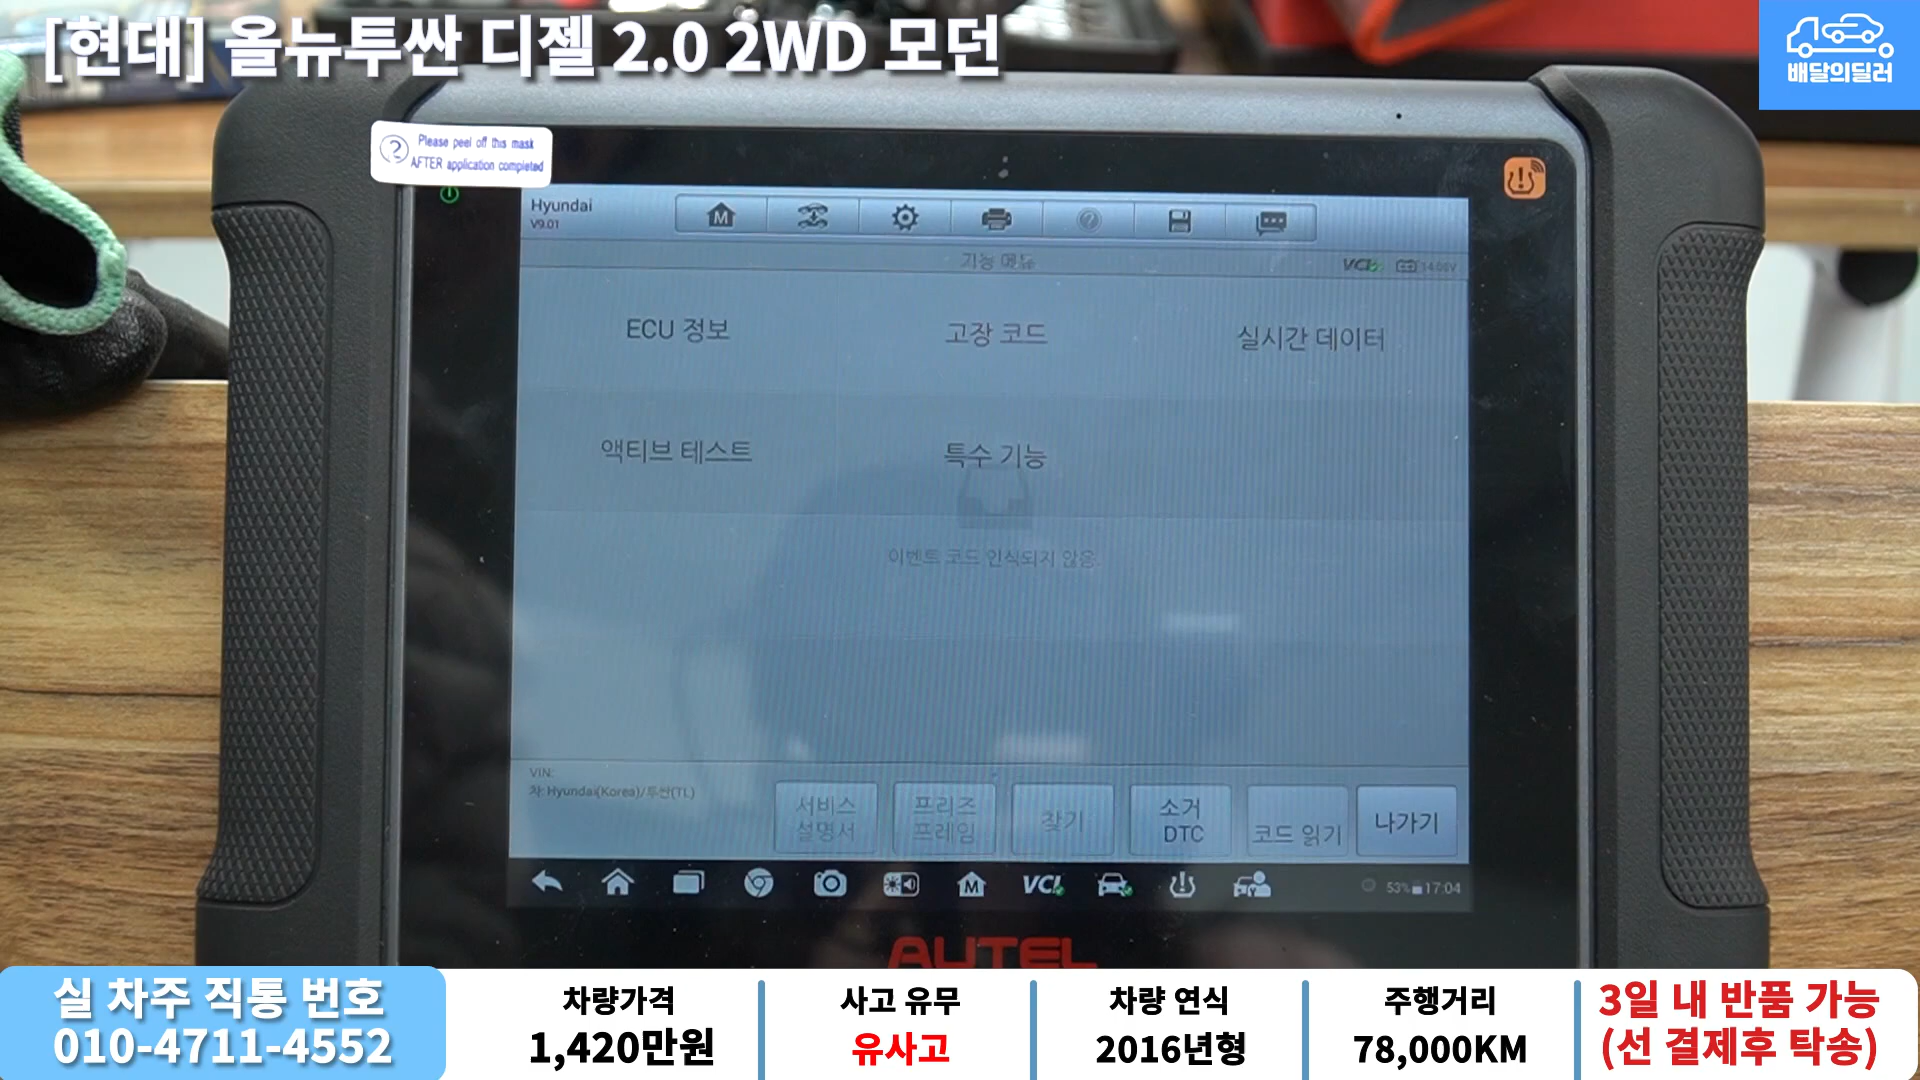 [현대] 올뉴투싼 디젤 2.0 2WD 모던
배달의딜러
Please peel off this mask
AFTER application completed
Hyundai
V9.01
M
기능 메뉴
VCI
14.06V
ECU 정보
고장 코드
실시간 데이터
액티브 테스트
특수 기능
이벤트 코드 인식되지 않음.
VIN:
차: Hyundai(Korea)/투싼(TL)
서비스
설명서
프리즈
프레임
찾기
소거
DTC
코드 읽기
나가기
M
VCI
53%
17:04
AUTEL
실 차주 직통 번호
010-4711-4552
차량가격
1,420만원
사고 유무
유사고
차량 연식
2016년형
주행거리
78,000KM
3일 내 반품 가능
(선 결제후 탁송)